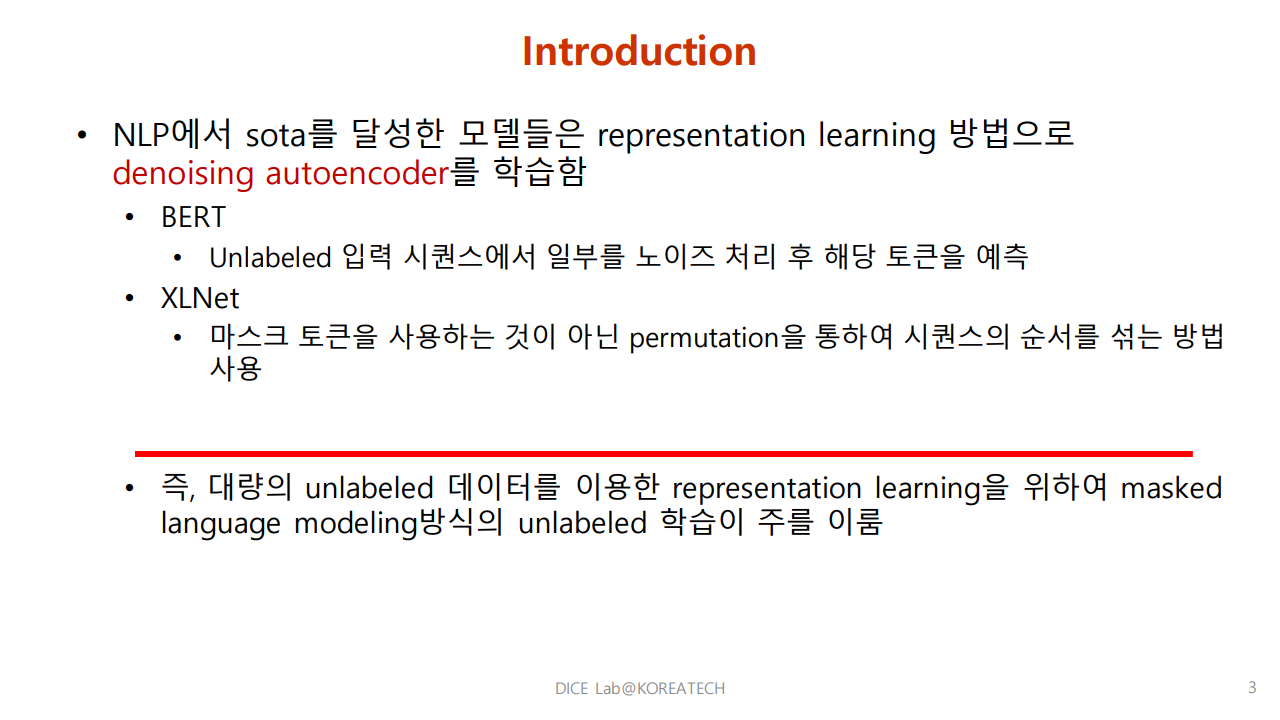 Introduction
• NLP에서 sota를 달성한 모델들은 representation learning 방법으로
denoising autoencoder를 학습함
• BERT
• Unlabeled 입력 시퀀스에서 일부를 노이즈 처리 후 해당 토큰을 예측
• XLNet
• 마스크 토큰을 사용하는 것이 아닌 permutation을 통하여 시퀀스의 순서를 섞는 방법
사용
• 즉, 대량의 unlabeled 데이터를 이용한 representation learning을 위하여 masked
language modeling방식의 unlabeled 학습이 주를 이룸
DICE Lab@KOREATECH
3